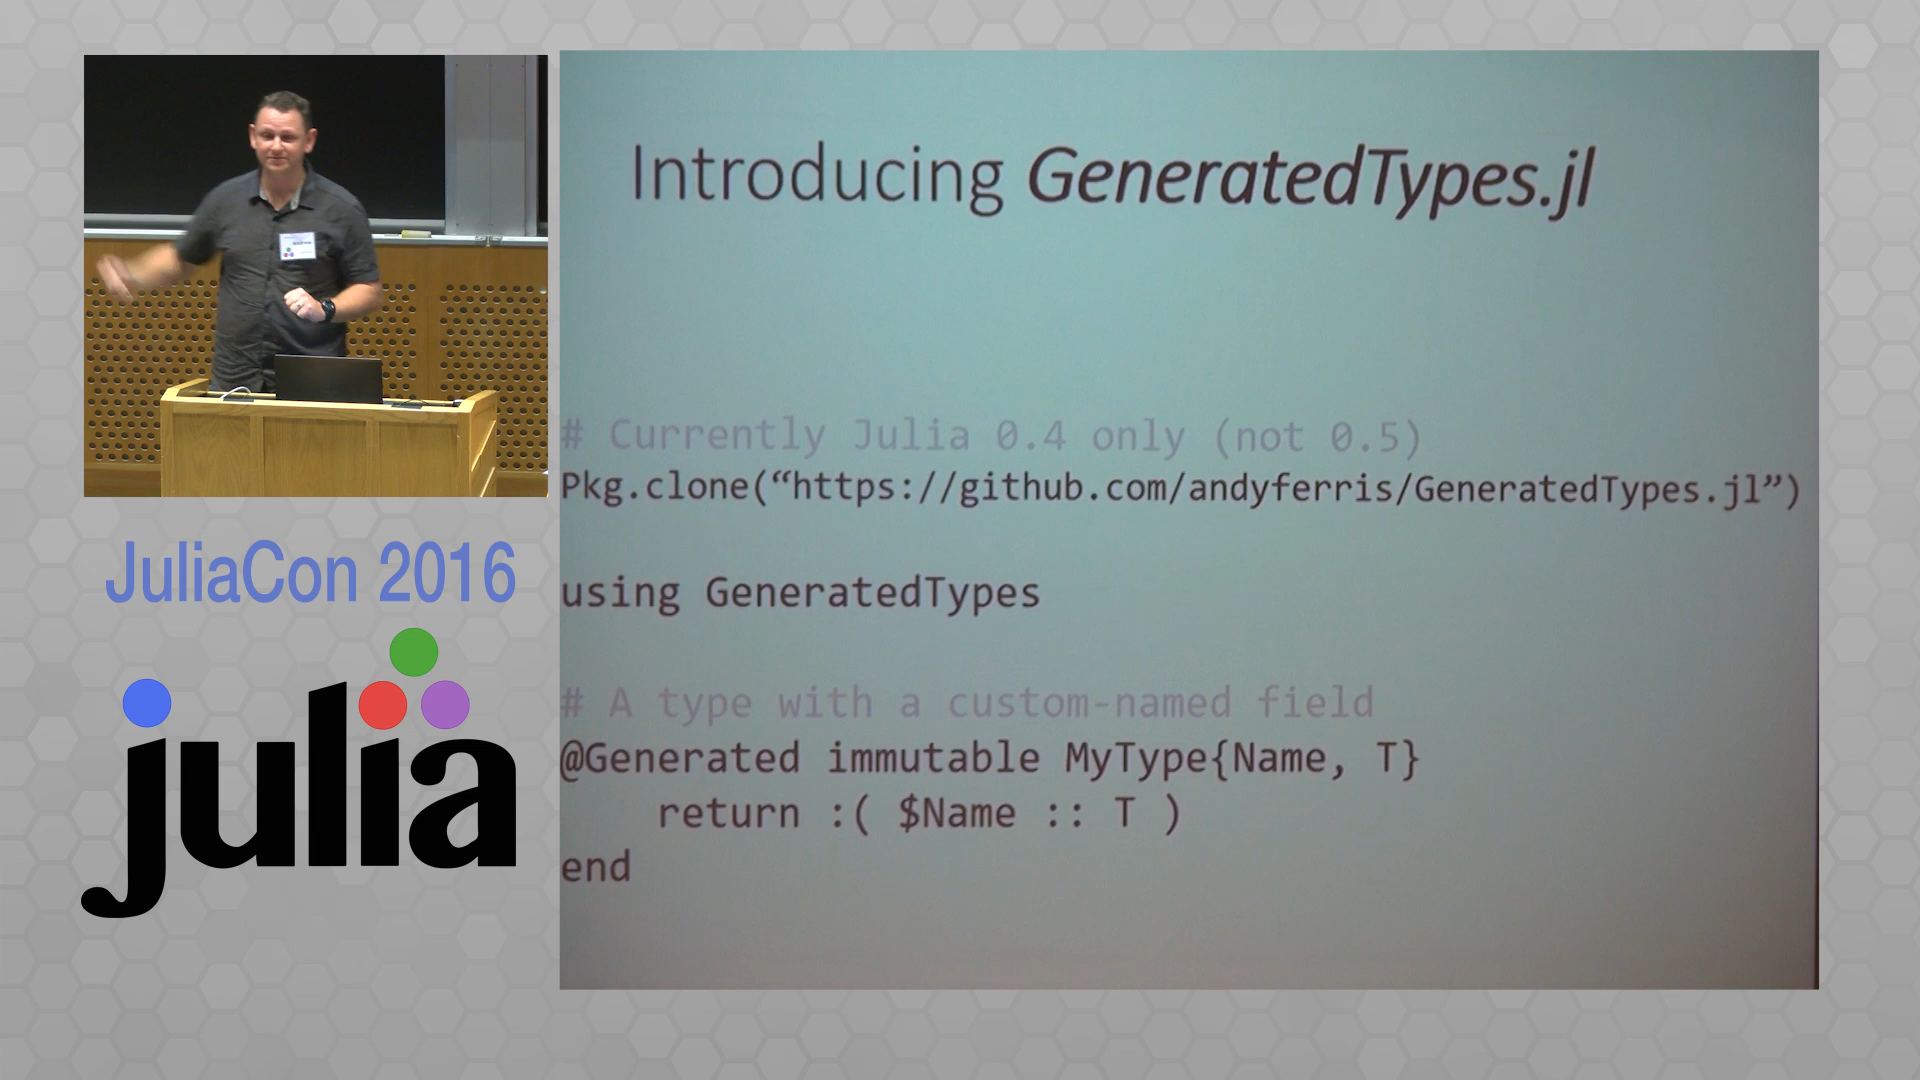 Introducing GeneratedTypes.jl
# Currently Julia 0.4 only (not 0.5)
Pkg.clone(“https://github.com/andyferris/GeneratedTypes.jl”)
using GeneratedTypes
# A type with a custom-named field
@Generated immutable MyType{Name, T}
return :( $Name :: T )
end
JuliaCon 2016
julia